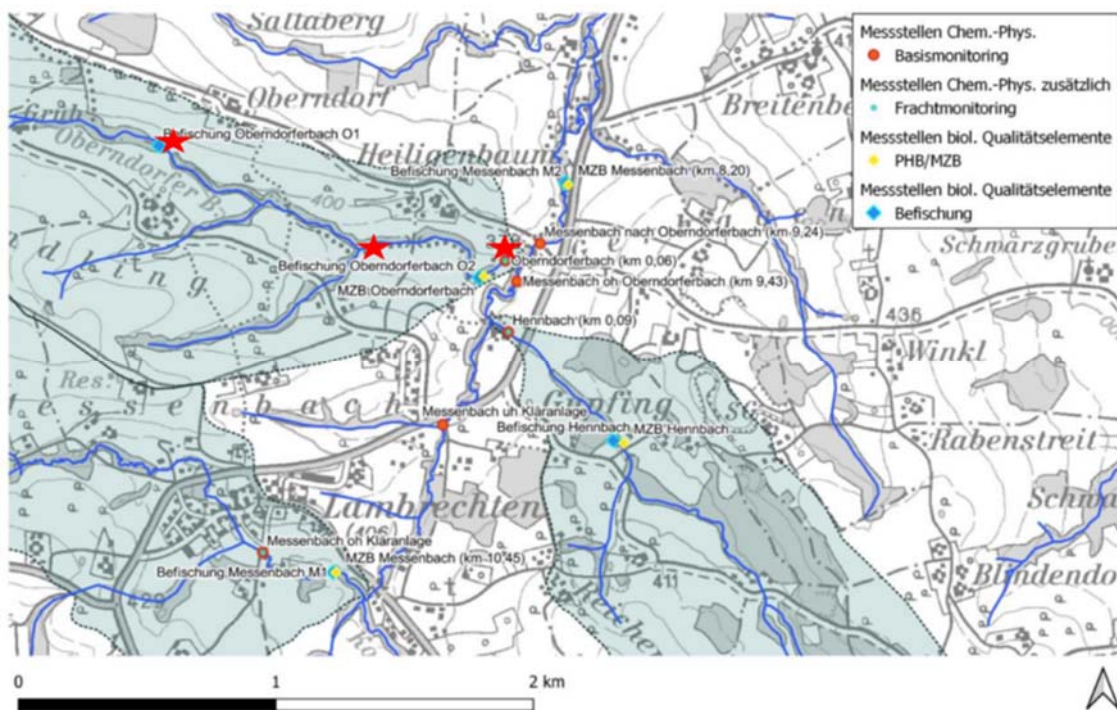 Saltaberg
Messstellen Chem.-Phys.
Basismonitoring
Messstellen Chem.-Phys. zusätzlich
Frachtmonitoring
Messstellen biol. Qualitätselemente
PHB/MZB
Messstellen biol. Qualitätselemente
Befischung
Oberndorf
Breitenbe
Grub
Befischung Oberndorferbach O1
Oberndorfer B.
Heiligenbaum
Befischung Messenbach M2
MZB Messenbach (km 8,20)
400
Messenbach nach Oberndorferbach (km 9,24)
Schwarzgrube
Befischung Oberndorferbach O2
Oberndorferbach (km 0,06)
MZB Oberndorferbach
Messenbach oh Oberndorferbach (km 9,43)
Hennbach (km 0,09)
436
Winkl
Res.
Messenbach uh Kläranlage
Gupfing
Befischung Hennbach
MZB Hennbach
Rabenstreit
Lambrechten
Messenbach oh Kläranlage
MZB Messenbach (km 10,45)
Befischung Messenbach M1
411
Blindendo
0
1
2 km